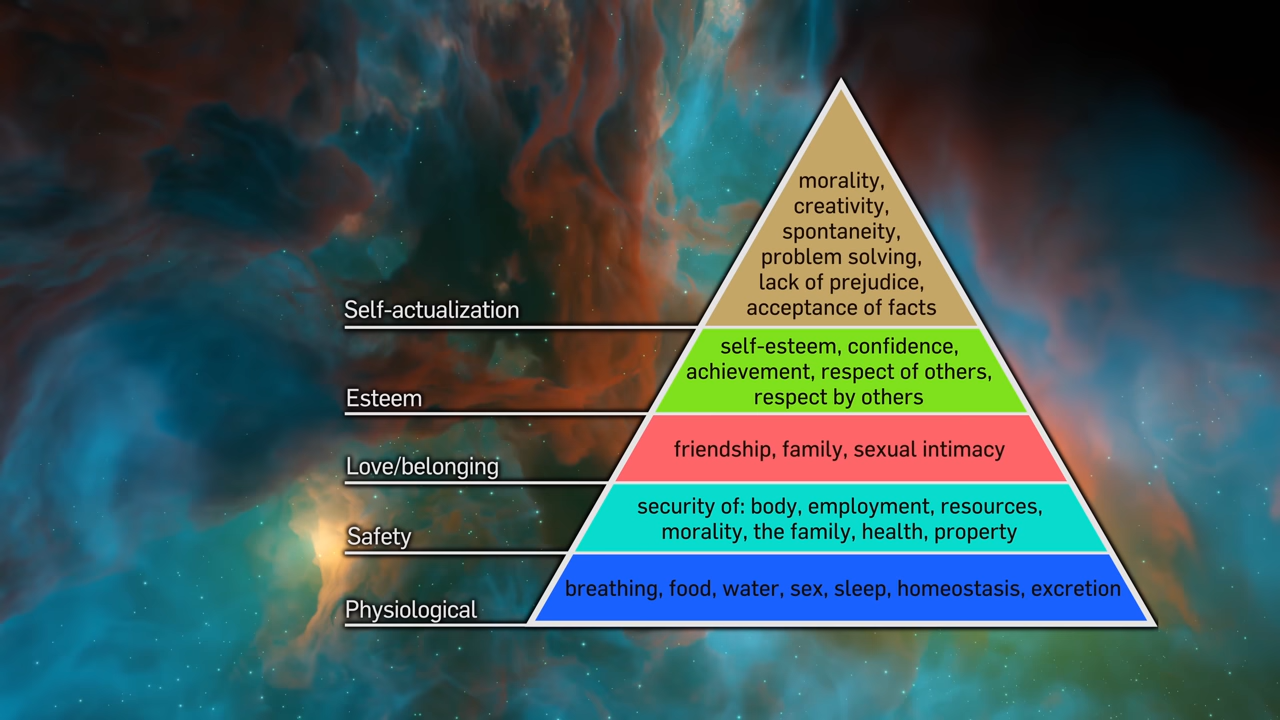 morality,
creativity,
spontaneity,
problem solving,
lack of prejudice,
acceptance of facts
Self-actualization
self-esteem, confidence,
achievement, respect of others,
respect by others
Esteem
friendship, family, sexual intimacy
Love/belonging
security of: body, employment, resources,
morality, the family, health, property
Safety
breathing, food, water, sex, sleep, homeostasis, excretion
Physiological